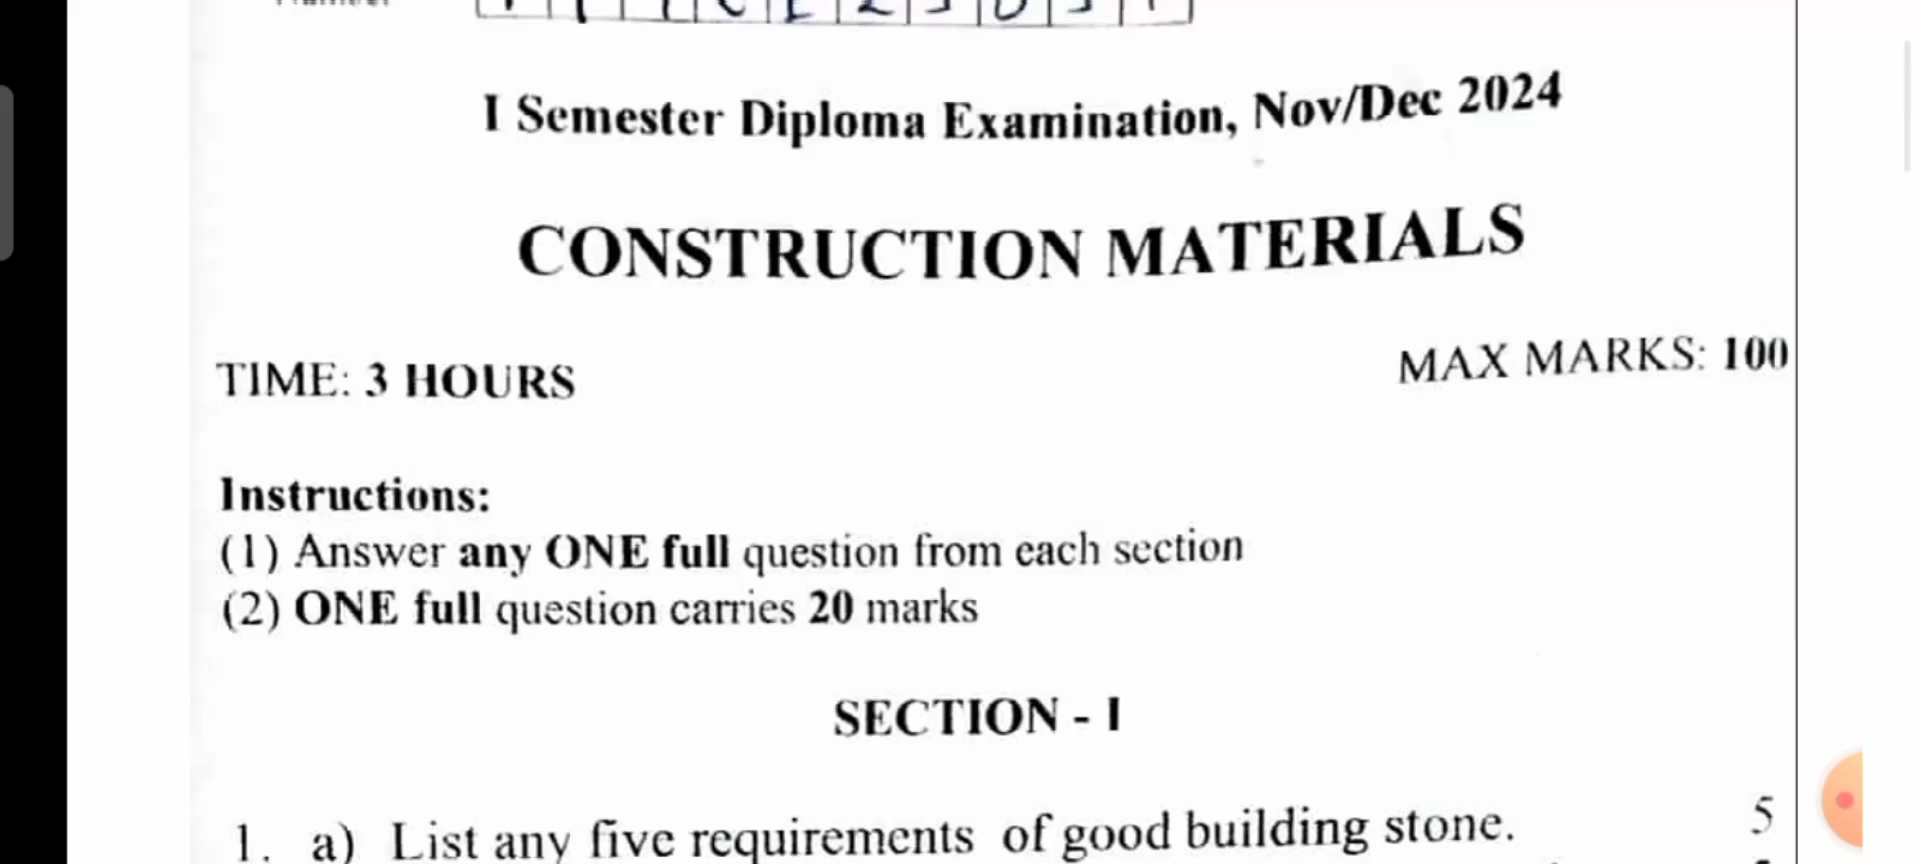 I Semester Diploma Examination, Nov/Dec 2024
CONSTRUCTION MATERIALS
TIME: 3 HOURS
MAX MARKS: 100
Instructions:
(1) Answer any ONE full question from each section
(2) ONE full question carries 20 marks
SECTION - I
1. a) List any five requirements of good building stone. 5